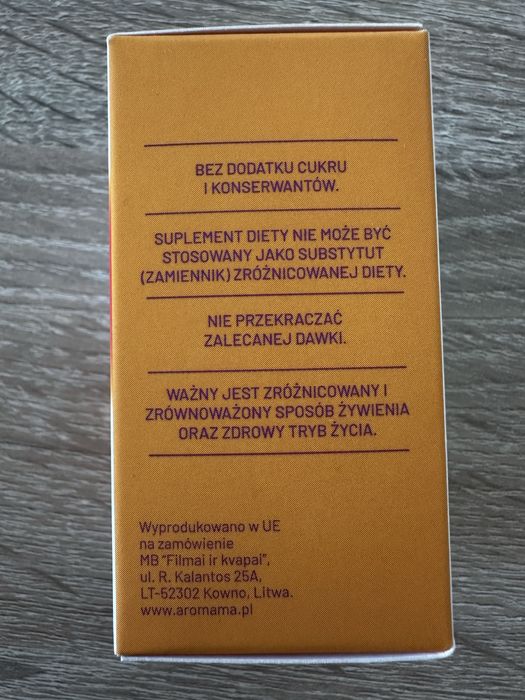 BEZ DODATKU CUKRU
I KONSERWANTÓW.
SUPLEMENT DIETY NIE MOŻE BYĆ
STOSOWANY JAKO SUBSTYTUT
(ZAMIENNIK) ZRÓŻNICOWANEJ DIETY.
NIE PRZEKRACZAĆ
ZALECANEJ DAWKI.
WAŻNY JEST ZRÓŻNICOWANY I
ZRÓWNOWAŻONY SPOSÓB ŻYWIENIA
ORAZ ZDROWY TRYB ŻYCIA.
Wyprodukowano w UE
na zamówienie
MB "Filmai ir kvapai",
ul. R. Kalantos 25A,
LT-52302 Kowno, Litwa.
www.aromama.pl